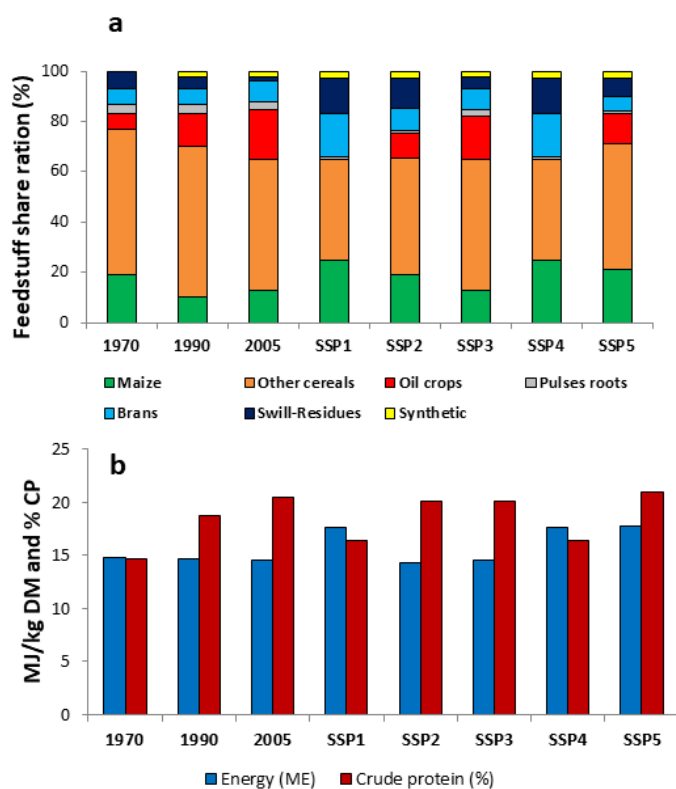 a
Feedstuff share ration (%)
100
80
60
40
20
0
1970 1990 2005 SSP1 SSP2 SSP3 SSP4 SSP5
Maize Other cereals Oil crops Pulses roots
Brans Swill-Residues Synthetic
b
MJ/kg DM and % CP
25
20
15
10
5
0
1970 1990 2005 SSP1 SSP2 SSP3 SSP4 SSP5
Energy (ME) Crude protein (%)